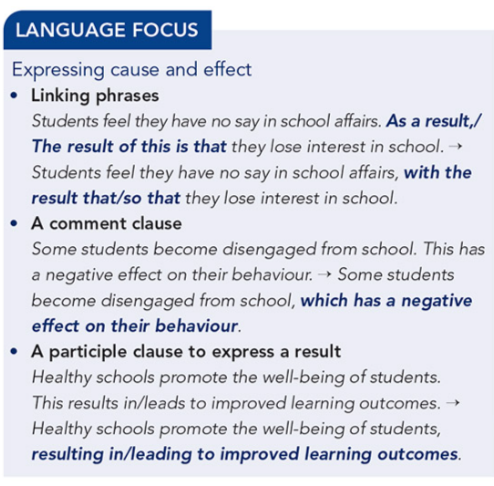 LANGUAGE FOCUS
Expressing cause and effect
• Linking phrases
Students feel they have no say in school affairs. As a result,/
The result of this is that they lose interest in school. →
Students feel they have no say in school affairs, with the
result that/so that they lose interest in school.
• A comment clause
Some students become disengaged from school. This has
a negative effect on their behaviour. → Some students
become disengaged from school, which has a negative
effect on their behaviour.
• A participle clause to express a result
Healthy schools promote the well-being of students.
This results in/leads to improved learning outcomes. →
Healthy schools promote the well-being of students,
resulting in/leading to improved learning outcomes.